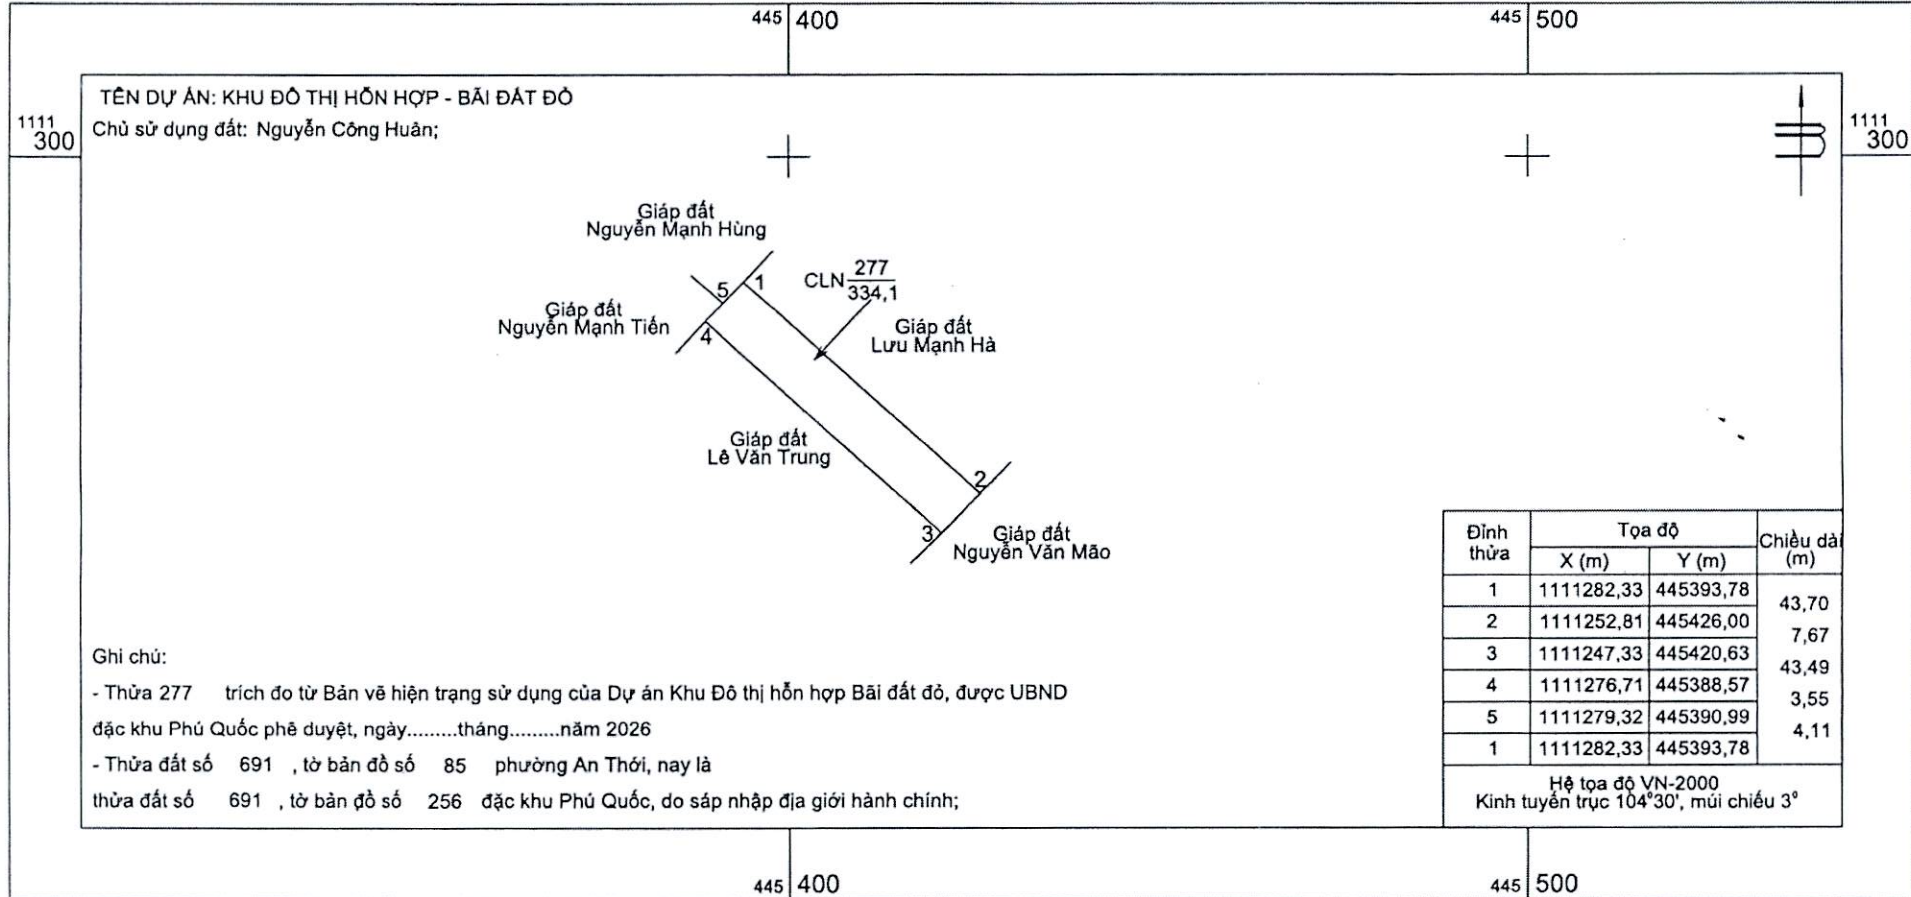 445 400
445 500
TÊN DỰ ÁN: KHU ĐÔ THỊ HỖN HỢP - BÃI ĐẤT ĐỎ
Chủ sử dụng đất: Nguyễn Công Huân;
1111
300
1111
300
B
Giáp đất
Nguyễn Mạnh Hùng
CLN 277
334,1
5
1
Giáp đất
Nguyễn Mạnh Tiến
4
Giáp đất
Lưu Mạnh Hà
Giáp đất
Lê Văn Trung
2
3
Giáp đất
Nguyễn Văn Mão
Đỉnh thửa Tọa độ Chiều dài (m)
X (m) Y (m)
1 1111282,33 445393,78
43,70
2 1111252,81 445426,00
7,67
3 1111247,33 445420,63
43,49
4 1111276,71 445388,57
3,55
5 1111279,32 445390,99
4,11
1 1111282,33 445393,78
Hệ tọa độ VN-2000
Kinh tuyến trục 104°30', múi chiếu 3°
Ghi chú:
- Thửa 277 trích đo từ Bản vẽ hiện trạng sử dụng của Dự án Khu Đô thị hỗn hợp Bãi đất đỏ, được UBND
đặc khu Phú Quốc phê duyệt, ngày.........tháng.........năm 2026
- Thửa đất số 691 , tờ bản đồ số 85 phường An Thới, nay là
thửa đất số 691 , tờ bản đồ số 256 đặc khu Phú Quốc, do sáp nhập địa giới hành chính;
445 400
445 500